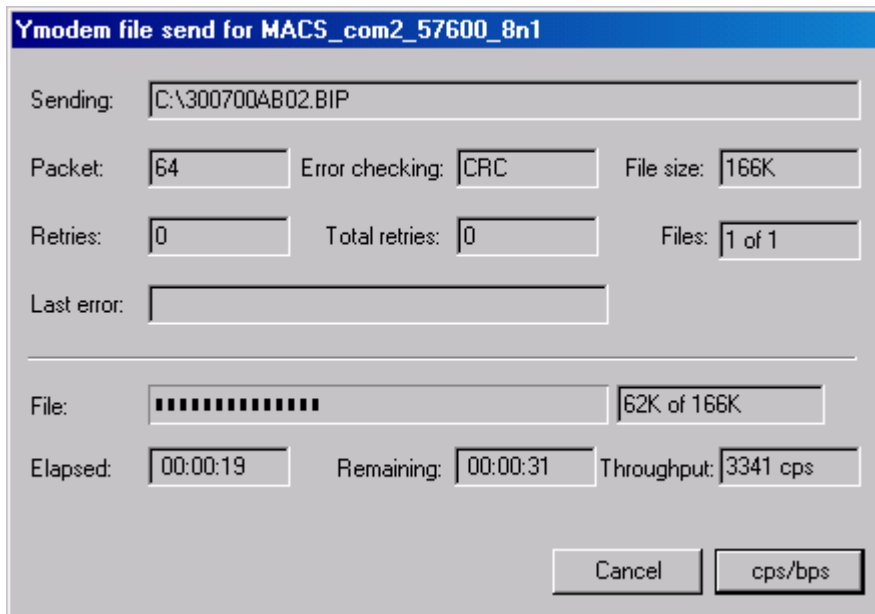 Ymodem file send for MACS_com2_57600_8n1
Sending: C:\300700AB02.BIP
Packet: 64 Error checking: CRC File size: 166K
Retries: 0 Total retries: 0 Files: 1 of 1
Last error:
File: 62K of 166K
Elapsed: 00:00:19 Remaining: 00:00:31 Throughput: 3341 cps
Cancel cps/bps